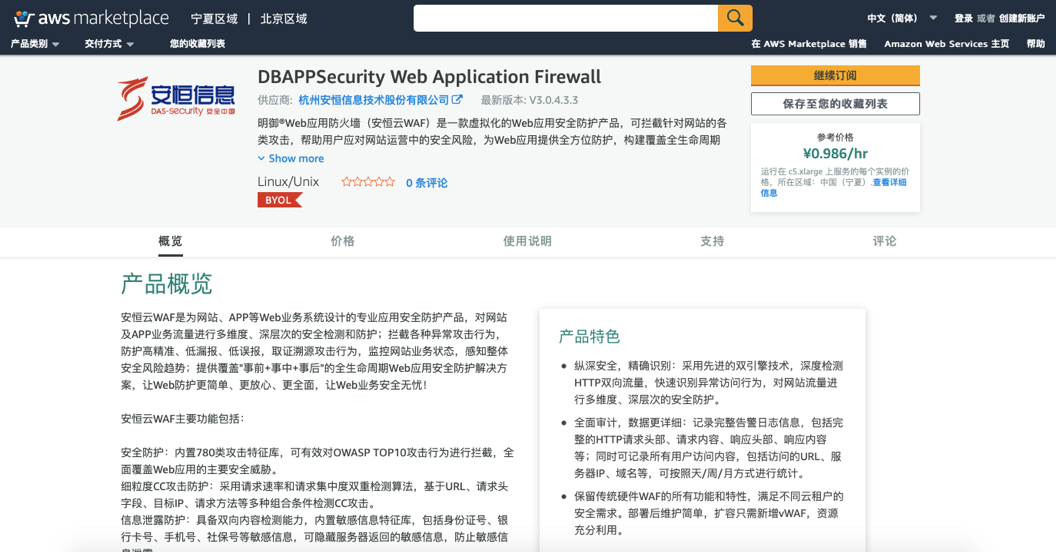 aws marketplace 宁夏区域 | 北京区域
中文（简体） 登录 或者 创建新账户
产品类别 交付方式 您的收藏列表
在 AWS Marketplace 销售 Amazon Web Services 主页 帮助
安恒信息
DAS-security 安全中国
DBAPPSecurity Web Application Firewall
供应商: 杭州安恒信息技术股份有限公司 最新版本: V3.0.4.3.3
明御®Web应用防火墙（安恒云WAF）是一款虚拟化的Web应用安全防护产品，可拦截针对网站的各
类攻击，帮助用户应对网站运营中的安全风险，为Web应用提供全方位防护，构建覆盖全生命周期
Show more
Linux/Unix 0 条评论
BYOL
继续订阅
保存至您的收藏列表
参考价格
¥0.986/hr
运行在 c5.xlarge 上服务的每个实例的价
格，所在区域：中国（宁夏）.查看详细
信息
概览 价格 使用说明 支持 评论
产品概览
安恒云WAF是为网站、APP等Web业务系统设计的专业应用安全防护产品，对网站
及APP业务流量进行多维度、深层次的安全检测和防护；拦截各种异常攻击行为，
防护高精准、低漏报、低误报，取证溯源攻击行为，监控网站业务状态，感知整体
安全风险趋势；提供覆盖"事前+事中+事后"的全生命周期Web应用安全防护解决方
案，让Web防护更简单、更放心、更全面，让Web业务安全无忧！
安恒云WAF主要功能包括：
安全防护：内置780类攻击特征库，可有效对OWASP TOP10攻击行为进行拦截，全
面覆盖Web应用的主要安全威胁。
细粒度CC攻击防护：采用请求速率和请求集中度双重检测算法，基于URL、请求头
字段、目标IP、请求方法等多种组合条件检测CC攻击。
信息泄露防护：具备双向内容检测能力，内置敏感信息特征库，包括身份证号、银
行卡号、手机号、社保号等敏感信息，可隐藏服务器返回的敏感信息，防止敏感信
息泄露
产品特色
• 纵深安全，精确识别：采用先进的双引擎技术，深度检测
HTTP双向流量，快速识别异常访问行为，对网站流量进
行多维度、深层次的安全防护。
• 全面审计，数据更详细：记录完整告警日志信息，包括完
整的HTTP请求头部、请求内容、响应头部、响应内容
等；同时可记录所有用户访问内容，包括访问的URL、服
务器IP、域名等，可按照天/周/月方式进行统计。
• 保留传统硬件WAF的所有功能和特性，满足不同云租户的
安全需求。部署后维护简单，扩容只需新增vWAF，资源
充分利用。